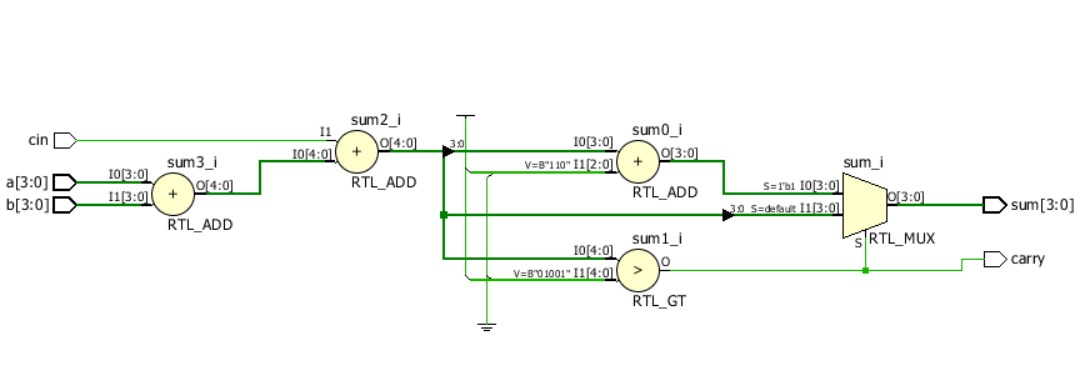 cin
a[3:0]
b[3:0]
I0[3:0]
I1[3:0]
sum3_i
+
O[4:0]
RTL_ADD
I1
I0[4:0]
sum2_i
+
O[4:0]
RTL_ADD
3:0
I0[3:0]
V=B"110" I1[2:0]
sum0_i
+
O[3:0]
RTL_ADD
3:0
I0[4:0]
V=B"01001" I1[4:0]
sum1_i
>
O
RTL_GT
S=1'b1 I0[3:0]
S=default I1[3:0]
sum_i
O[3:0]
S
RTL_MUX
sum[3:0]
carry